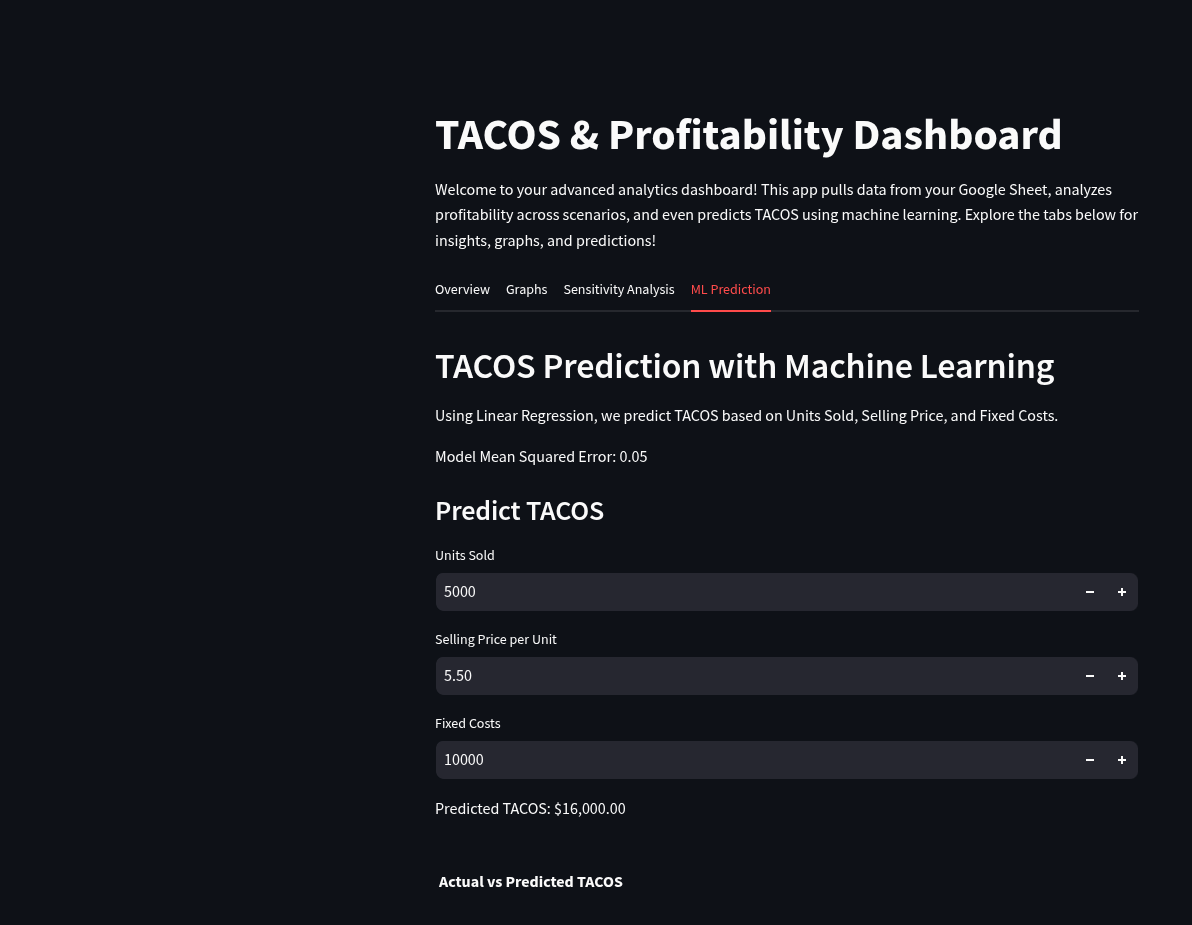 TACOS & Profitability Dashboard
Welcome to your advanced analytics dashboard! This app pulls data from your Google Sheet, analyzes
profitability across scenarios, and even predicts TACOS using machine learning. Explore the tabs below for
insights, graphs, and predictions!
Overview Graphs Sensitivity Analysis ML Prediction
TACOS Prediction with Machine Learning
Using Linear Regression, we predict TACOS based on Units Sold, Selling Price, and Fixed Costs.
Model Mean Squared Error: 0.05
Predict TACOS
Units Sold
5000
Selling Price per Unit
5.50
Fixed Costs
10000
Predicted TACOS: $16,000.00
Actual vs Predicted TACOS